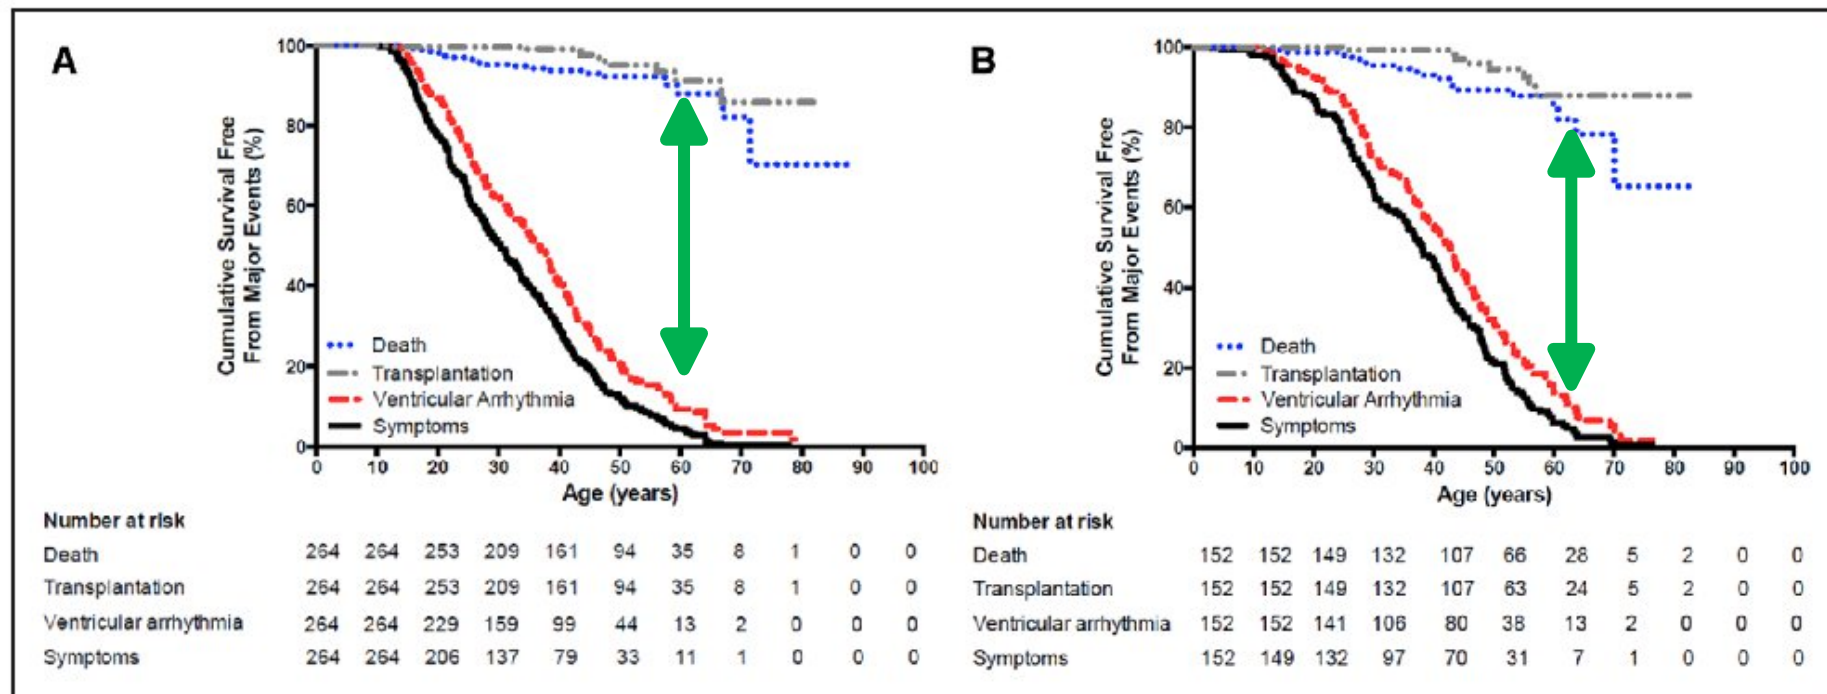 A
Cumulative Survival Free
From Major Events (%)
100
80
60
40
20
0
Death
Transplantation
Ventricular Arrhythmia
Symptoms
0 10 20 30 40 50 60 70 80 90 100
Age (years)
Number at risk
Death 264 264 253 209 161 94 35 8 1 0 0
Transplantation 264 264 253 209 161 94 35 8 1 0 0
Ventricular arrhythmia 264 264 229 159 99 44 13 2 0 0 0
Symptoms 264 264 206 137 79 33 11 1 0 0 0
B
Cumulative Survival Free
From Major Events (%)
100
80
60
40
20
0
Death
Transplantation
Ventricular Arrhythmia
Symptoms
0 10 20 30 40 50 60 70 80 90 100
Age (years)
Number at risk
Death 152 152 149 132 107 66 28 5 2 0 0
Transplantation 152 152 149 132 107 63 24 5 2 0 0
Ventricular arrhythmia 152 152 141 106 80 38 13 2 0 0 0
Symptoms 152 149 132 97 70 31 7 1 0 0 0